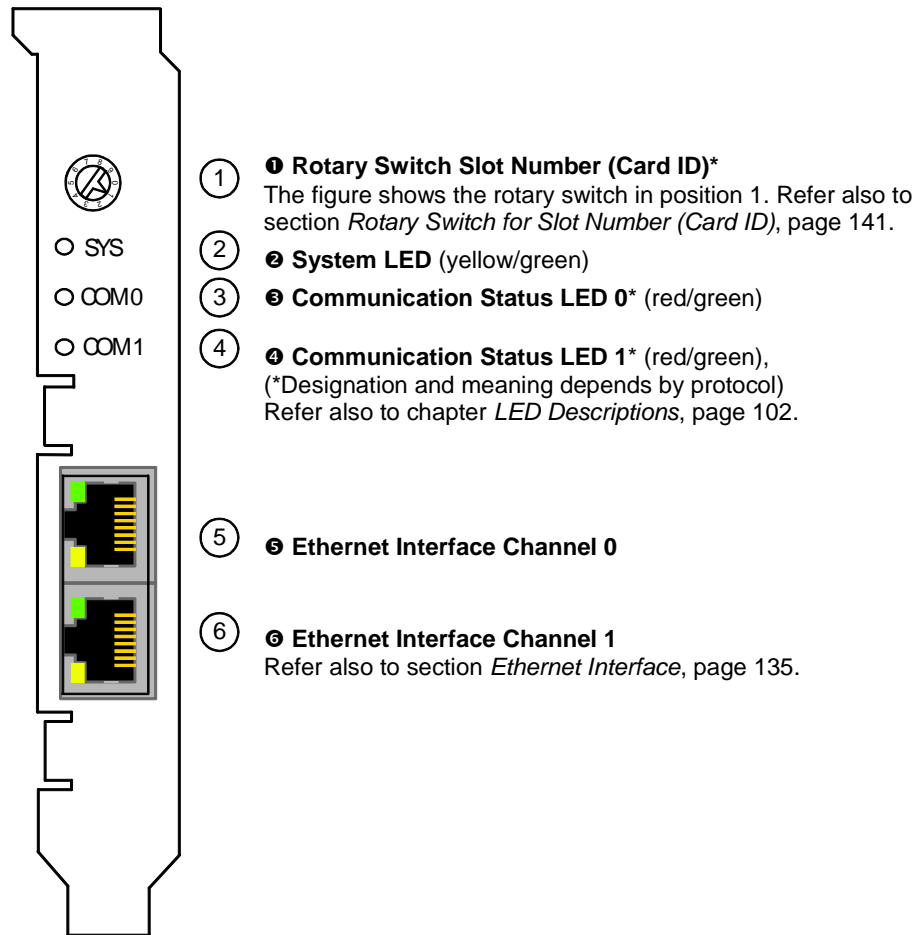 1
❶ Rotary Switch Slot Number (Card ID)*
The figure shows the rotary switch in position 1. Refer also to
section Rotary Switch for Slot Number (Card ID), page 141.
SYS
2
❷ System LED (yellow/green)
COM0
3
❸ Communication Status LED 0* (red/green)
COM1
4
❹ Communication Status LED 1* (red/green),
(*Designation and meaning depends by protocol)
Refer also to chapter LED Descriptions, page 102.
5
❺ Ethernet Interface Channel 0
6
❻ Ethernet Interface Channel 1
Refer also to section Ethernet Interface, page 135.